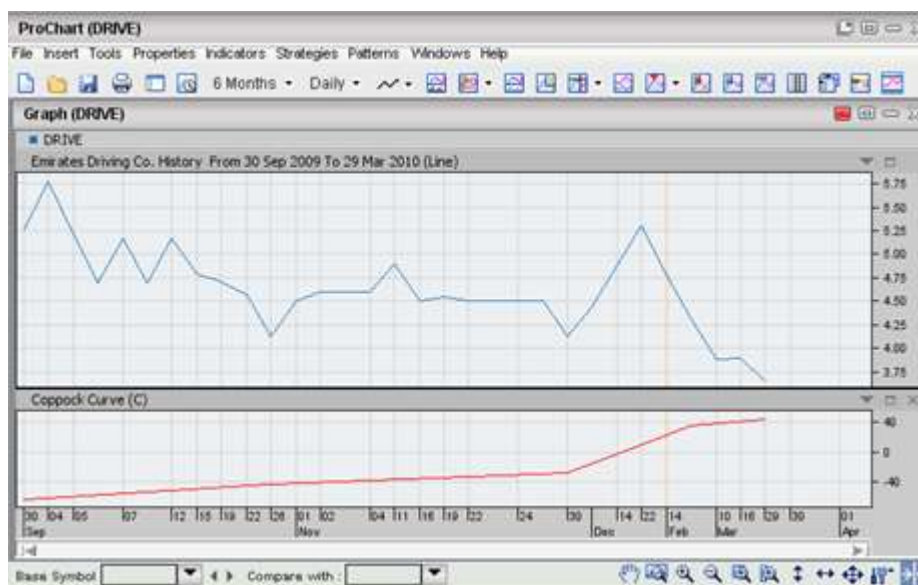 ProChart (DRIVE)
File Insert Tools Properties Indicators Strategies Patterns Windows Help
6 Months Daily
Graph (DRIVE)
DRIVE
Emirates Driving Co. History From 30 Sep 2009 To 29 Mar 2010 (Line)
5.75
5.50
5.25
5.00
4.75
4.50
4.25
4.00
3.75
Coppock Curve (C)
40
0
-40
30 04 05 07 12 15 19 22 26 01 02 04 11 16 19 22 24 30 14 22 14 10 16 29 30 01
Sep Nov Dec Feb Mar Apr
Base Symbol Compare with :